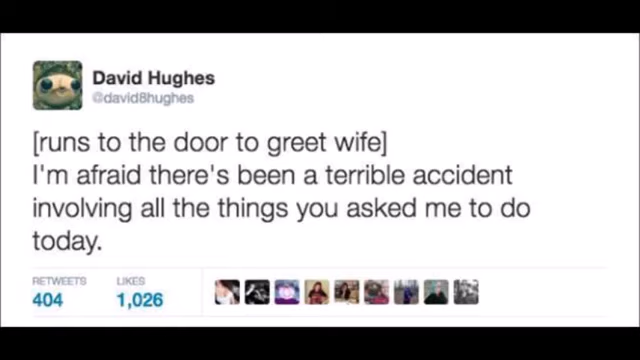 David Hughes
@david8hughes
[runs to the door to greet wife]
I'm afraid there's been a terrible accident
involving all the things you asked me to do
today.
RETWEETS LIKES
404 1,026